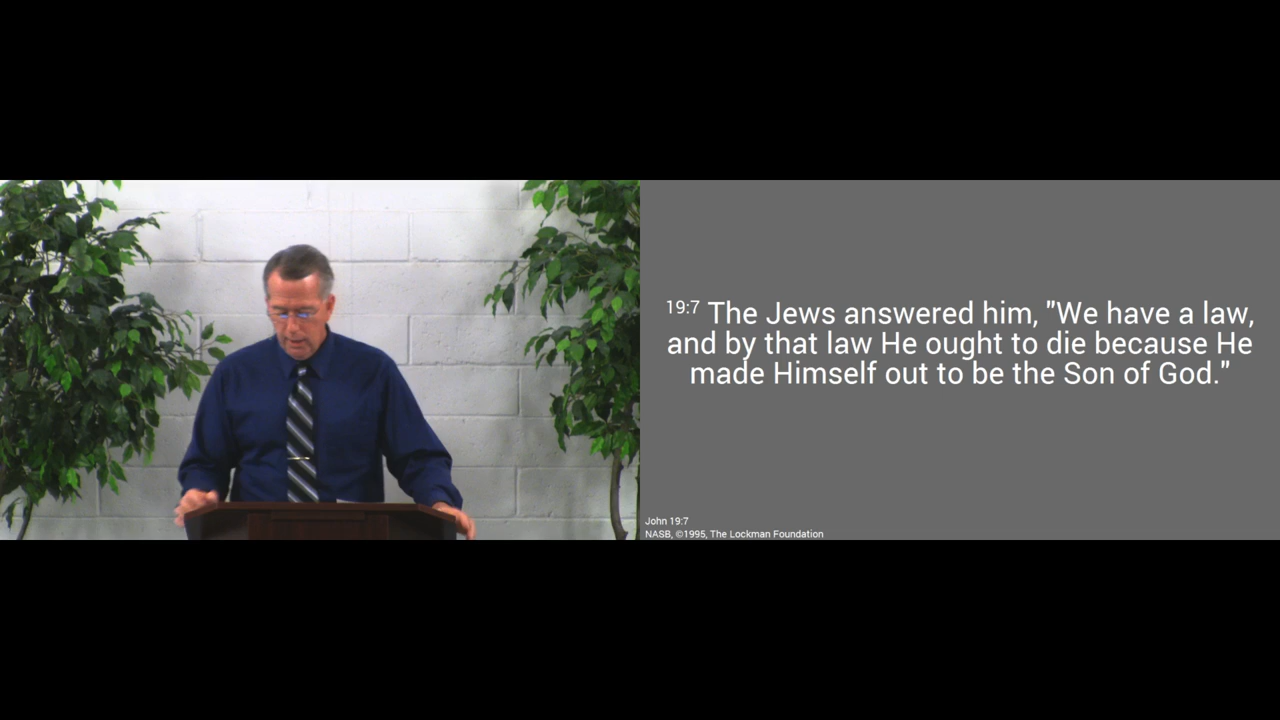 19:7 The Jews answered him, "We have a law,
and by that law He ought to die because He
made Himself out to be the Son of God."
John 19:7
NASB, ©1995, The Lockman Foundation